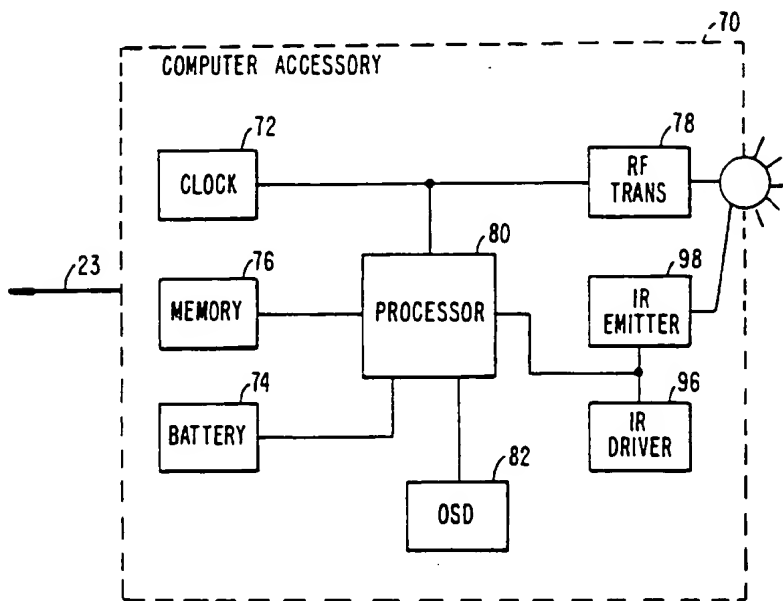 70
COMPUTER ACCESSORY
72
CLOCK
78
RF
TRANS
80
PROCESSOR
23
76
MEMORY
98
IR
EMITTER
74
BATTERY
96
IR
DRIVER
82
OSD